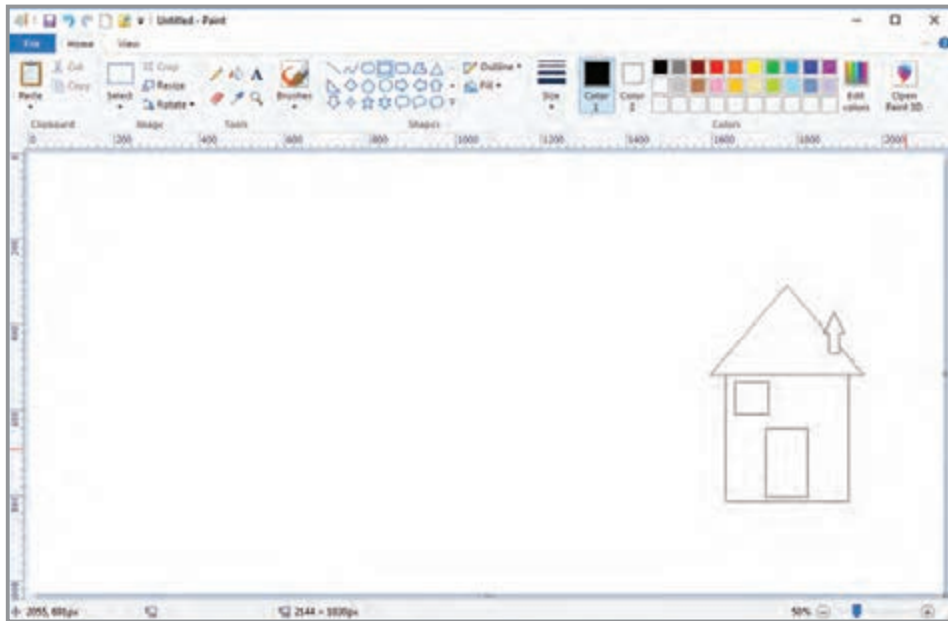 Untitled - Paint
File Home View
Cut Crop Outline
Copy Resize Fill
Paste Select Rotate Brushes Size Color 1 Color 2 Edit colors Open Paint 3D
Clipboard Image Tools Shapes Colors
0 200 400 600 800 1000 1200 1400 1600 1800 2000
50%